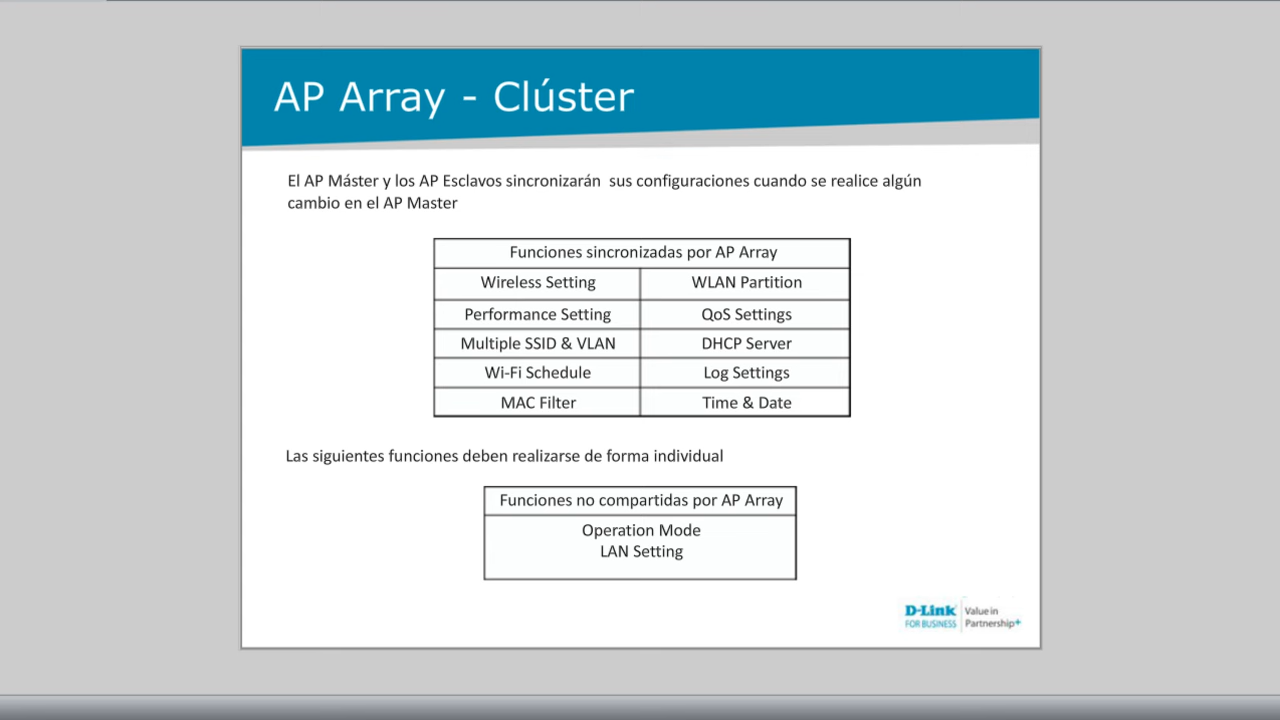 AP Array - Clúster
El AP Máster y los AP Esclavos sincronizarán sus configuraciones cuando se realice algún
cambio en el AP Master
Funciones sincronizadas por AP Array
Wireless Setting WLAN Partition
Performance Setting QoS Settings
Multiple SSID & VLAN DHCP Server
Wi-Fi Schedule Log Settings
MAC Filter Time & Date
Las siguientes funciones deben realizarse de forma individual
Funciones no compartidas por AP Array
Operation Mode
LAN Setting
D-Link Value in
FOR BUSINESS Partnership+